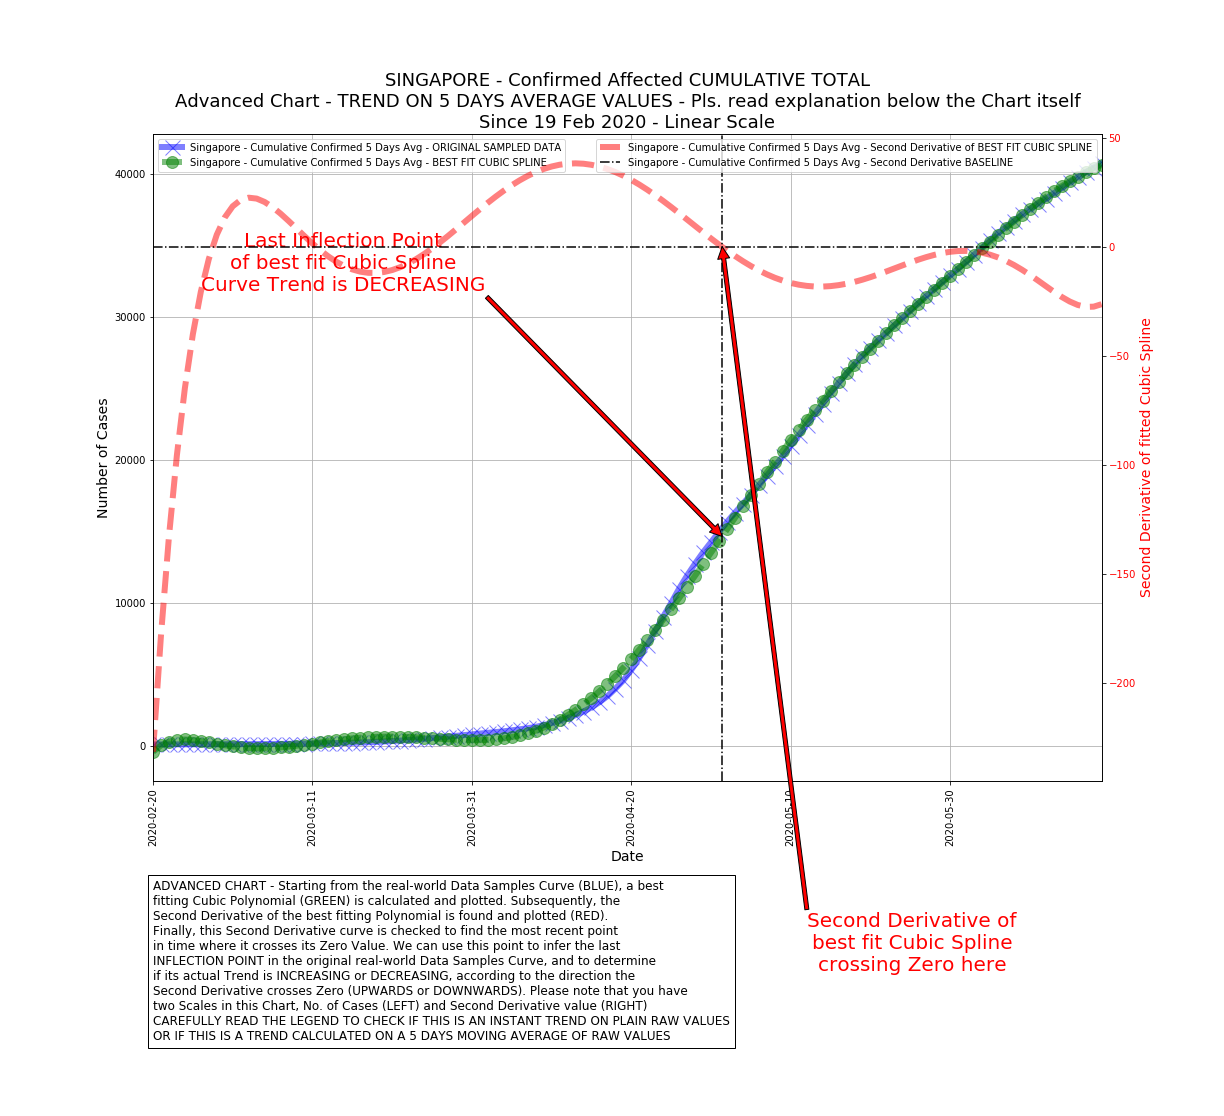 SINGAPORE - Confirmed Affected CUMULATIVE TOTAL
Advanced Chart - TREND ON 5 DAYS AVERAGE VALUES - Pls. read explanation below the Chart itself
Since 19 Feb 2020 - Linear Scale
Singapore - Cumulative Confirmed 5 Days Avg - ORIGINAL SAMPLED DATA
Singapore - Cumulative Confirmed 5 Days Avg - BEST FIT CUBIC SPLINE
Singapore - Cumulative Confirmed 5 Days Avg - Second Derivative of BEST FIT CUBIC SPLINE
Singapore - Cumulative Confirmed 5 Days Avg - Second Derivative BASELINE
Last Inflection Point
of best fit Cubic Spline
Curve Trend is DECREASING
Number of Cases
40000
30000
20000
10000
0
50
0
−50
−100
−150
−200
Second Derivative of fitted Cubic Spline
2020-02-20
2020-03-11
2020-03-31
2020-04-20
2020-05-10
2020-05-30
Date
ADVANCED CHART - Starting from the real-world Data Samples Curve (BLUE), a best
fitting Cubic Polynomial (GREEN) is calculated and plotted. Subsequently, the
Second Derivative of the best fitting Polynomial is found and plotted (RED).
Finally, this Second Derivative curve is checked to find the most recent point
in time where it crosses its Zero Value. We can use this point to infer the last
INFLECTION POINT in the original real-world Data Samples Curve, and to determine
if its actual Trend is INCREASING or DECREASING, according to the direction the
Second Derivative crosses Zero (UPWARDS or DOWNWARDS). Please note that you have
two Scales in this Chart, No. of Cases (LEFT) and Second Derivative value (RIGHT)
CAREFULLY READ THE LEGEND TO CHECK IF THIS IS AN INSTANT TREND ON PLAIN RAW VALUES
OR IF THIS IS A TREND CALCULATED ON A 5 DAYS MOVING AVERAGE OF RAW VALUES
Second Derivative of
best fit Cubic Spline
crossing Zero here